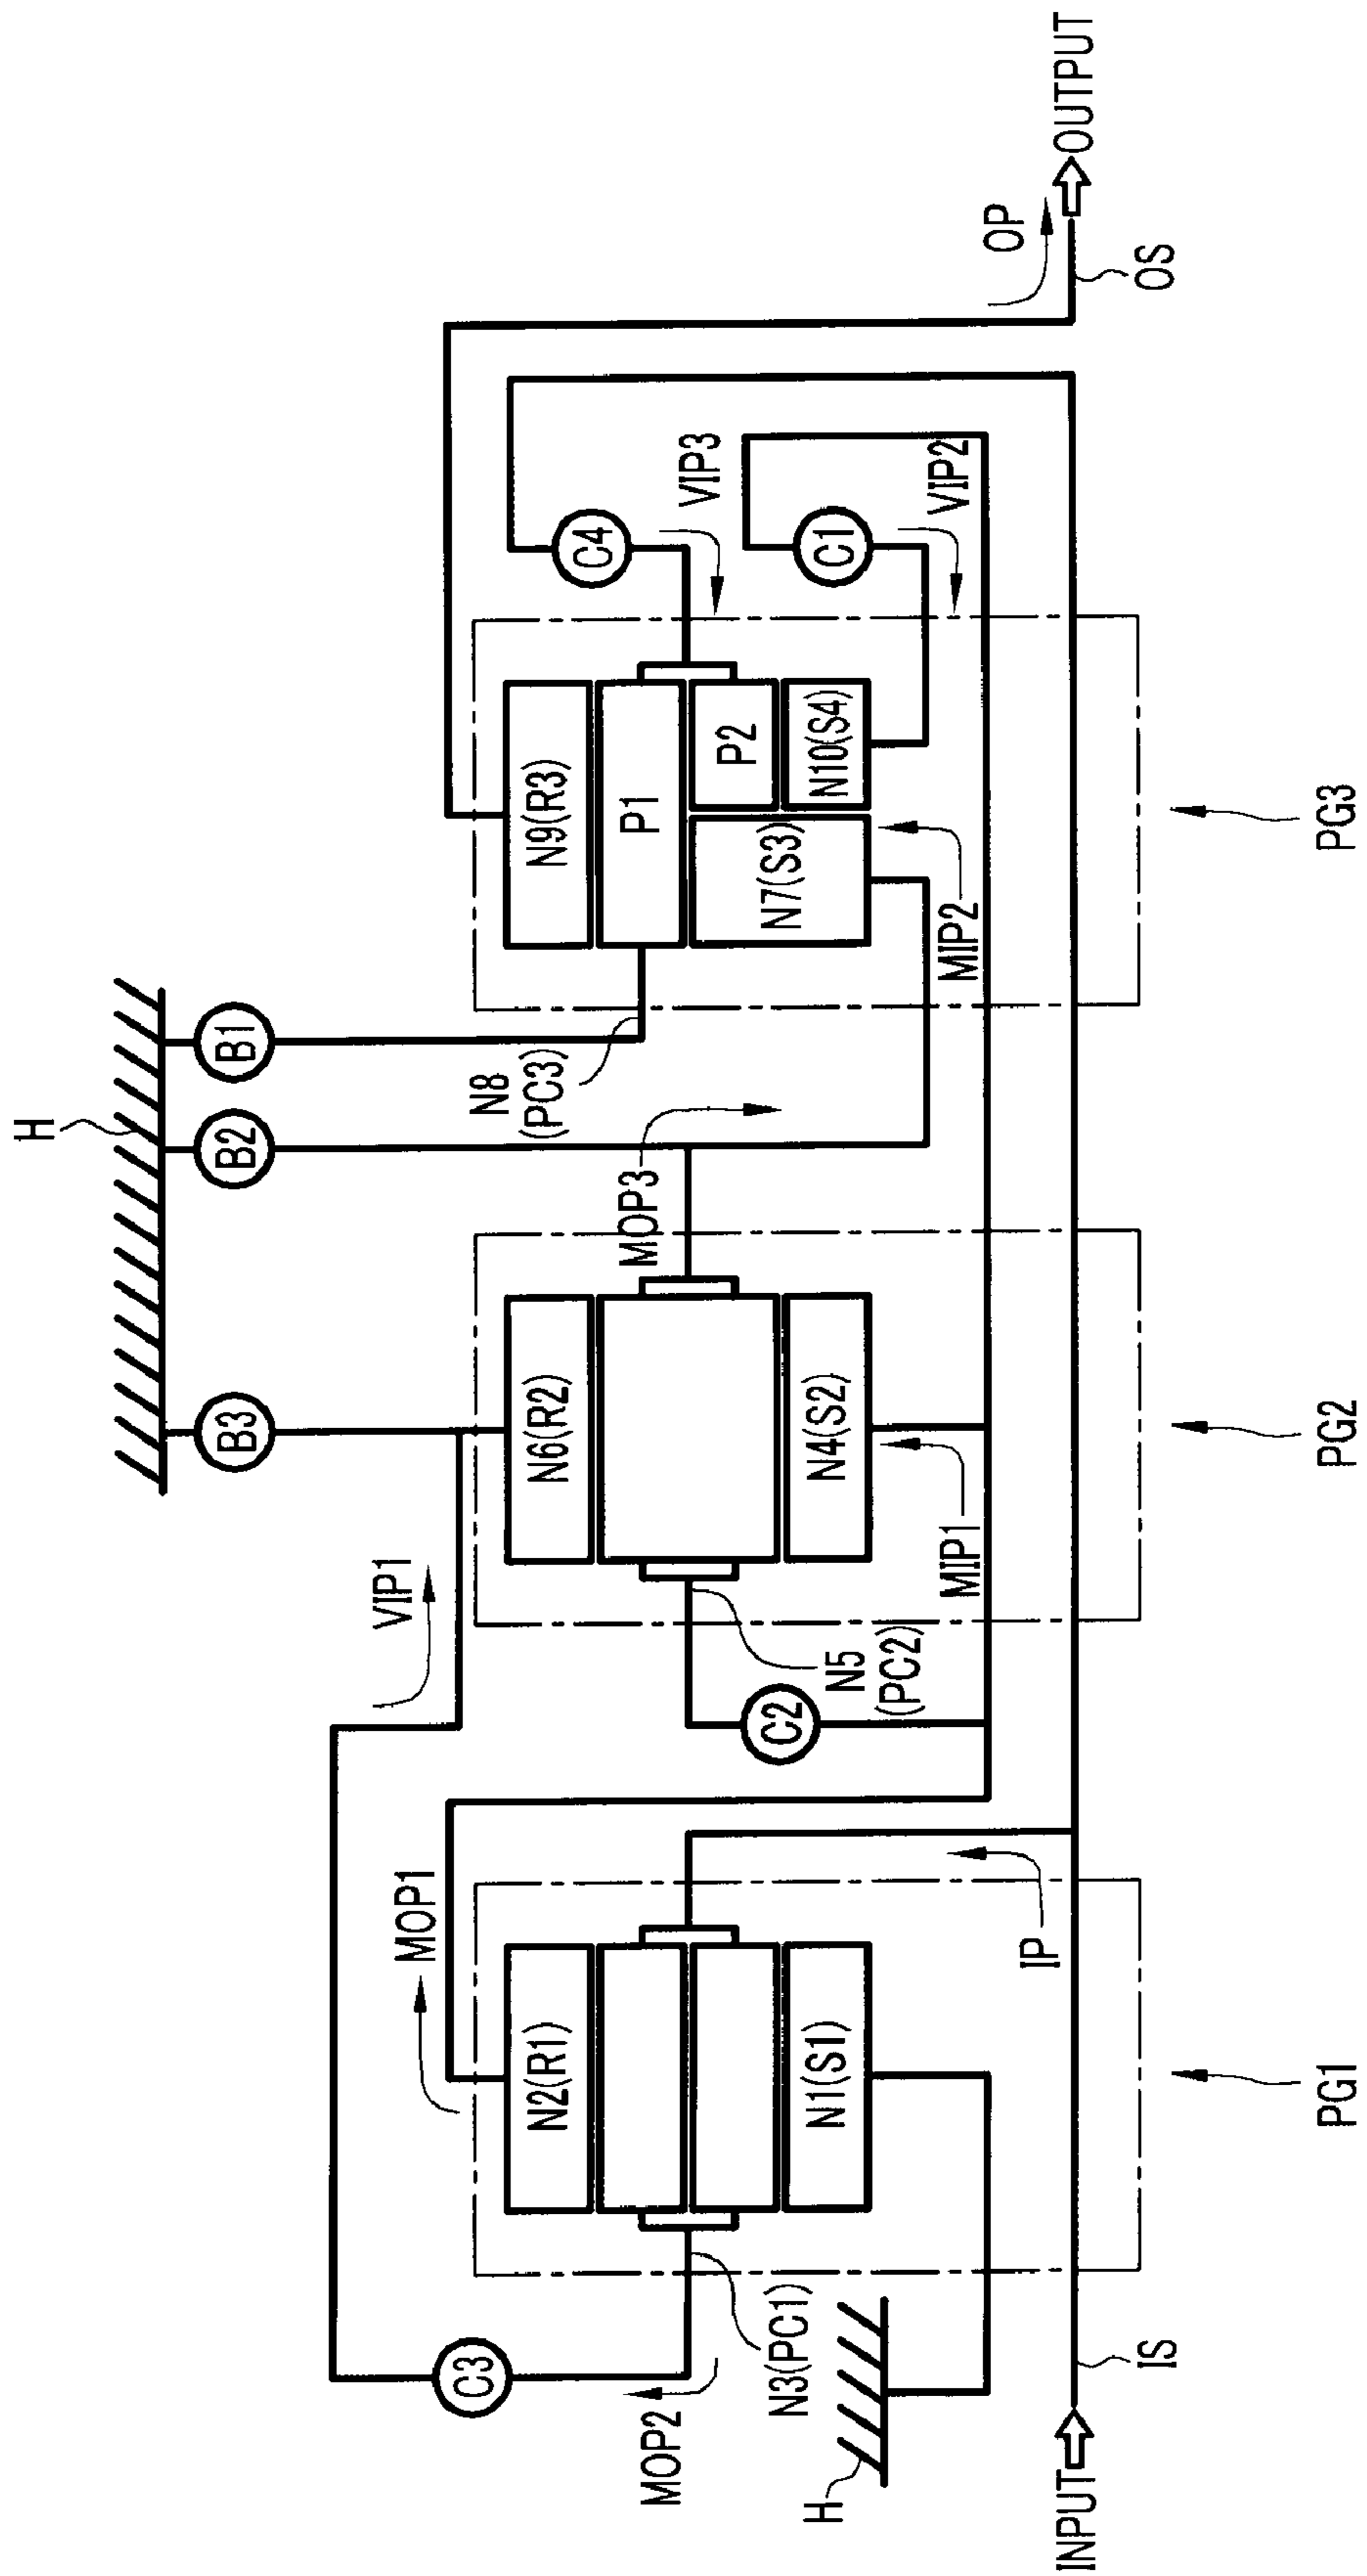 H
B3
B2
B1
VIP1
MOP1
C3
MOP2
N3(PC1)
N2(R1)
N1(S1)
H
IP
N6(R2)
N4(S2)
MIP1
C2
N5
(PC2)
MOP3
N8
(PC3)
N9(R3)
P1
P2
N7(S3)
N10(S4)
MIP2
C4
VIP3
C1
VIP2
OP
OUTPUT
OS
INPUT
IS
PG1
PG2
PG3